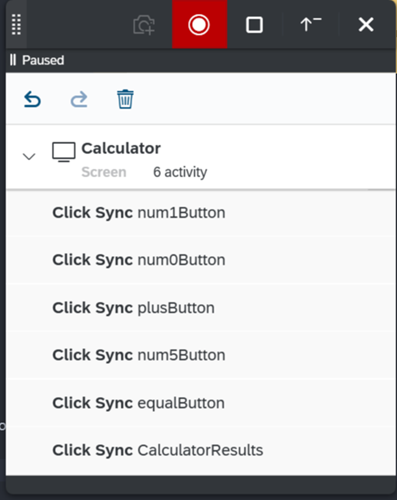 Paused
Calculator
Screen 6 activity
Click Sync num1Button
Click Sync num0Button
Click Sync plusButton
Click Sync num5Button
Click Sync equalButton
Click Sync CalculatorResults